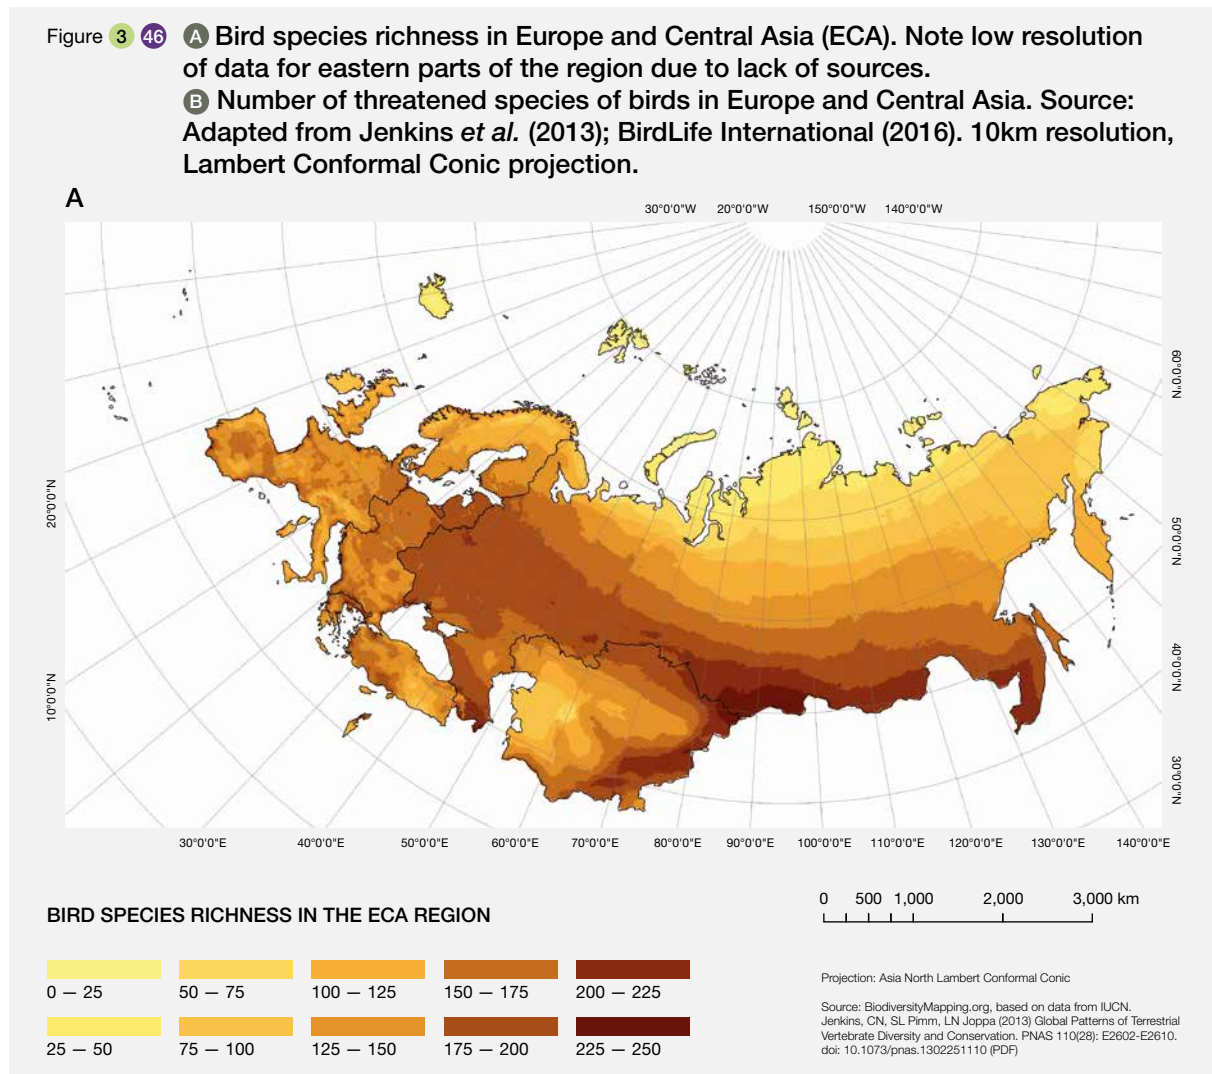 Figure 3 46 A Bird species richness in Europe and Central Asia (ECA). Note low resolution
of data for eastern parts of the region due to lack of sources.
B Number of threatened species of birds in Europe and Central Asia. Source:
Adapted from Jenkins et al. (2013); BirdLife International (2016). 10km resolution,
Lambert Conformal Conic projection.
A
30°0'0"W 20°0'0"W 150°0'0"W 140°0'0"W
60°0'0"N
20°0'0"N
50°0'0"N
10°0'0"N
40°0'0"N
30°0'0"N
30°0'0"E 40°0'0"E 50°0'0"E 60°0'0"E 70°0'0"E 80°0'0"E 90°0'0"E 100°0'0"E 110°0'0"E 120°0'0"E 130°0'0"E 140°0'0"E
BIRD SPECIES RICHNESS IN THE ECA REGION
0 500 1,000 2,000 3,000 km
0 — 25 50 — 75 100 — 125 150 — 175 200 — 225
25 — 50 75 — 100 125 — 150 175 — 200 225 — 250
Projection: Asia North Lambert Conformal Conic
Source: BiodiversityMapping.org, based on data from IUCN.
Jenkins, CN, SL Pimm, LN Joppa (2013) Global Patterns of Terrestrial
Vertebrate Diversity and Conservation. PNAS 110(28): E2602-E2610.
doi: 10.1073/pnas.1302251110 (PDF)